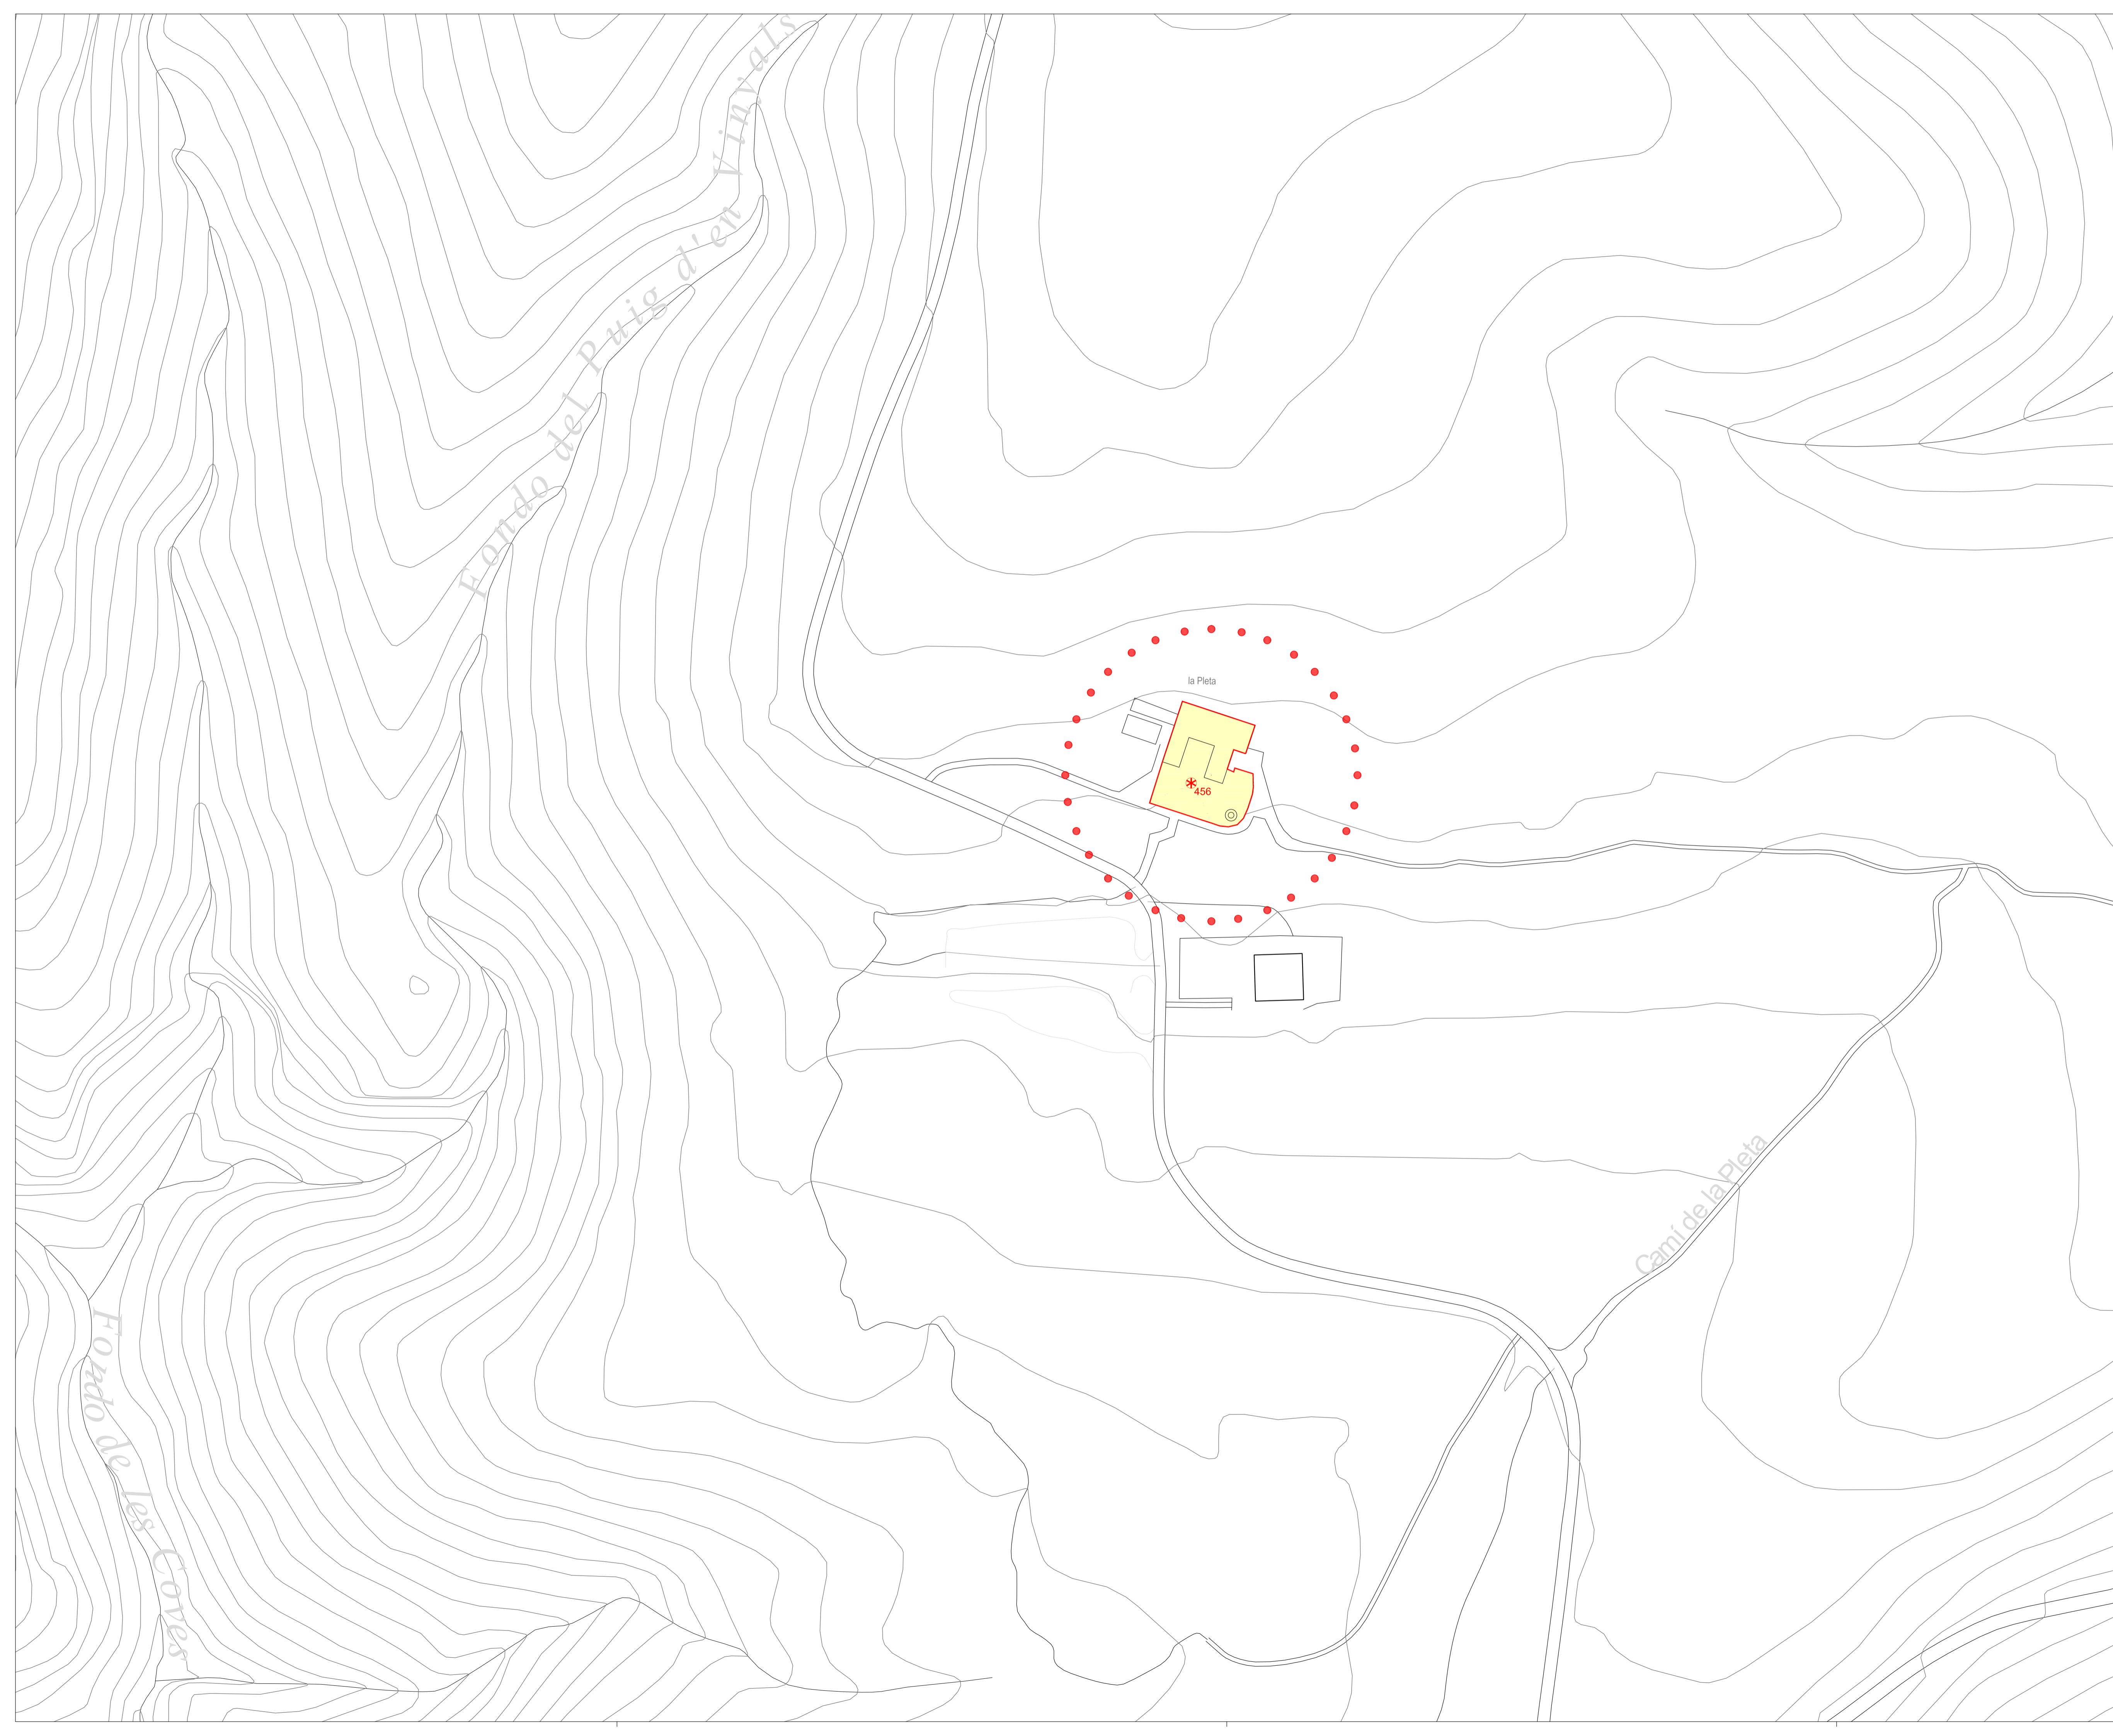 Fondo del Puig d'en Vinyals
la Pleta
*456
Camí de la Pleta
Fondo de les Coves